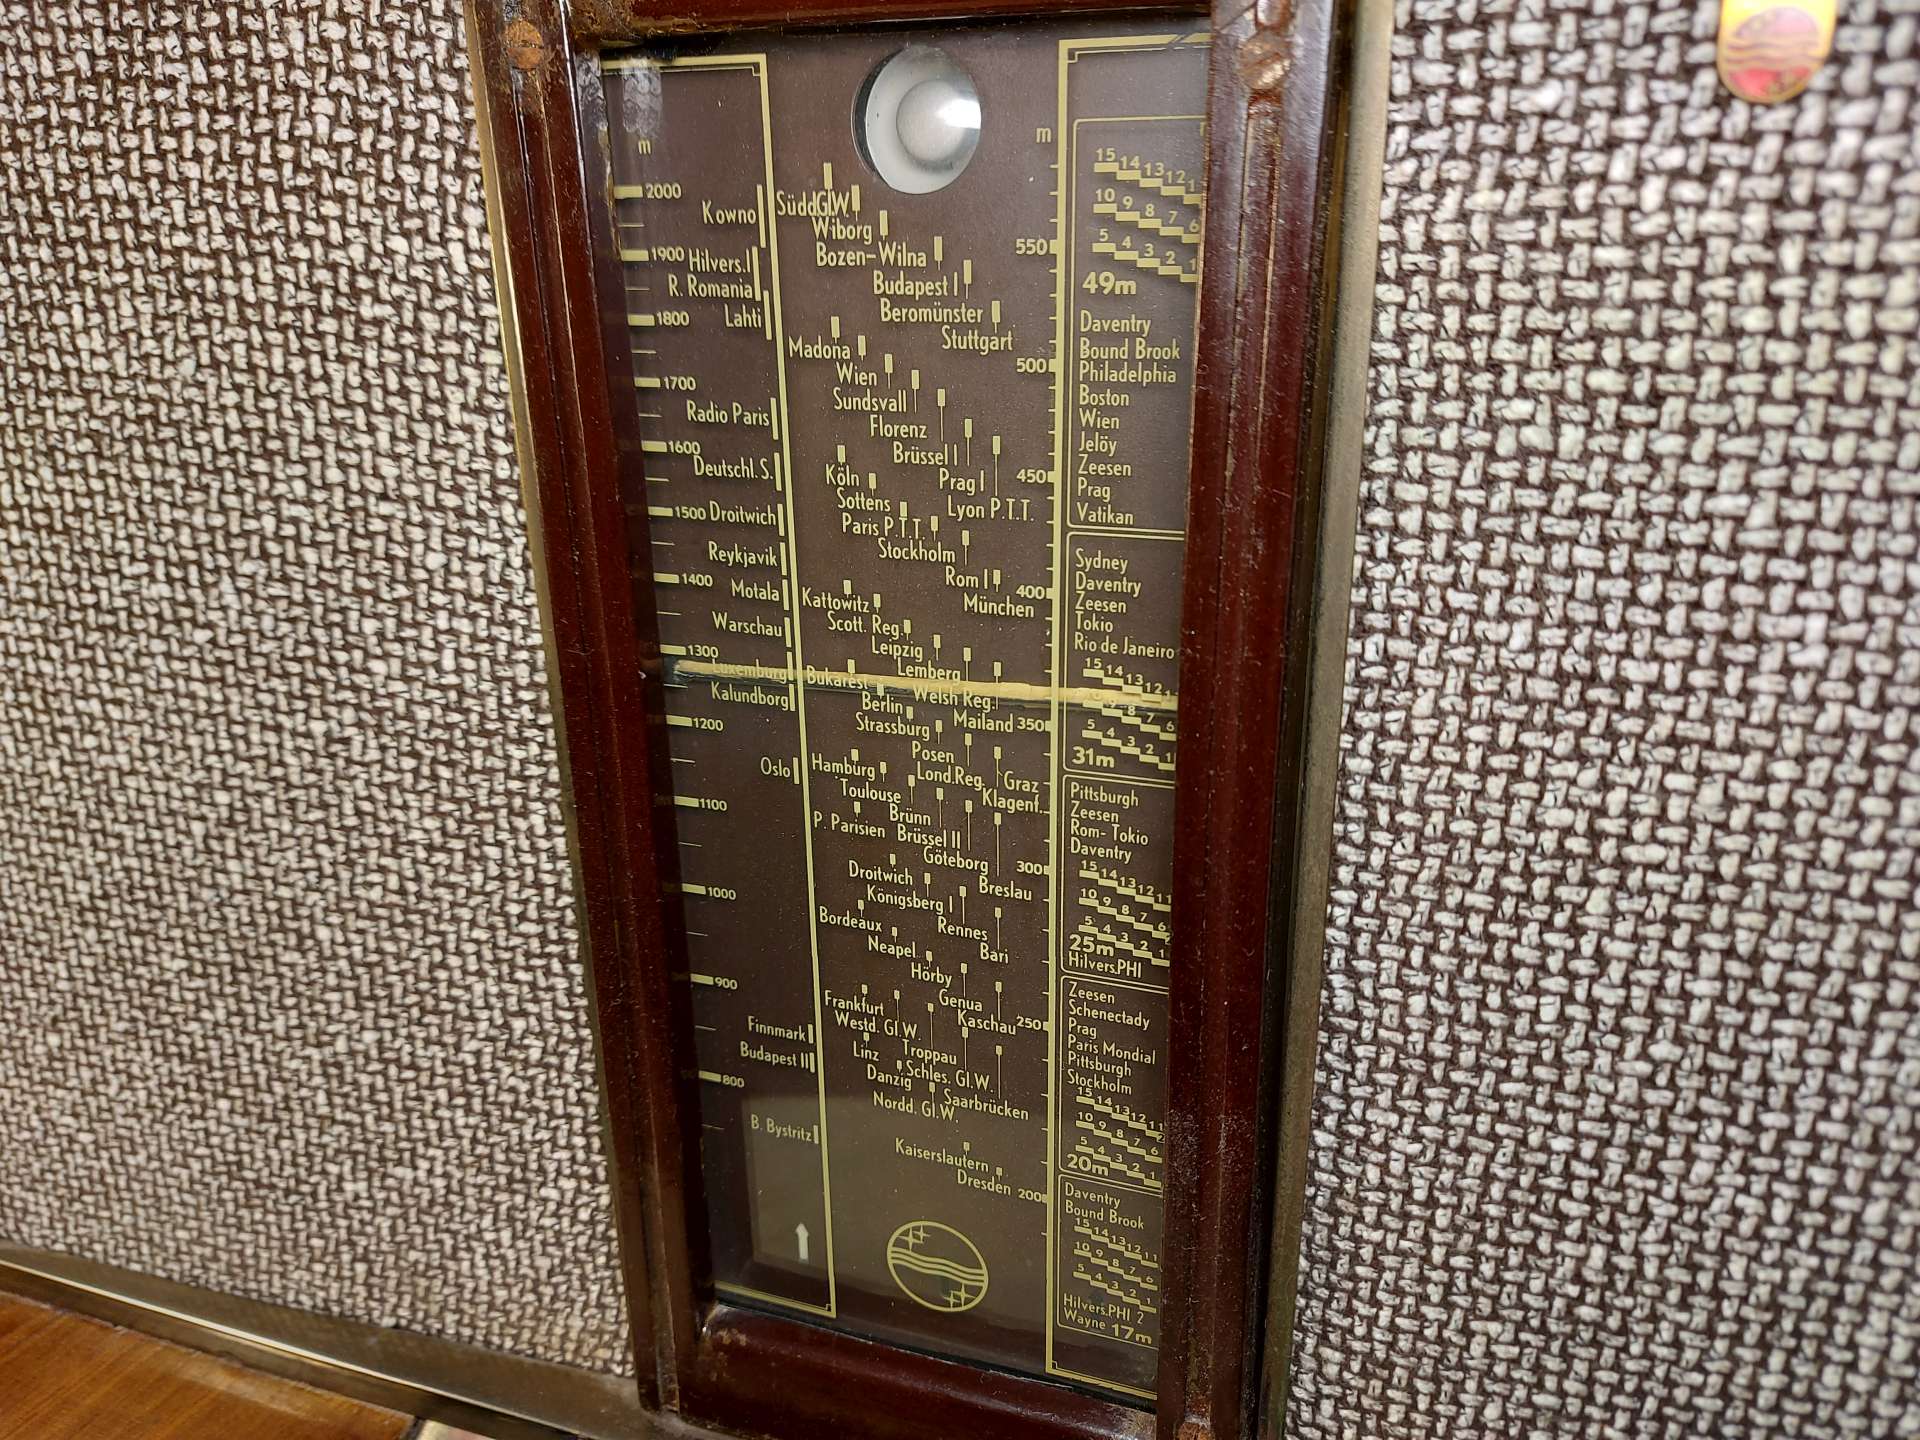 m
2000
Kowno
1900 Hilvers.I
R. Romania
1800
Lahti
1700
Radio Paris
1600
Deutschl. S.
1500 Droitwich
Reykjavik
1400
Motala
Warschau
1300
Luxemburg
Kalundborg
1200
Oslo
1100
1000
900
Finnmark
Budapest II
800
B. Bystritz
Südd.Gl.W.
Wiborg
Bozen-Wilna
Budapest I
Beromünster
Stuttgart
Madona
Wien
Sundsvall
Florenz
Brüssel I
Prag I
Lyon P.T.T.
Köln
Sottens
Paris P.T.T.
Stockholm
Rom I
München
Kattowitz
Scott. Reg.
Leipzig
Lemberg
Welsh Reg.
Mailand
Bukarest
Berlin
Strassburg
Posen
Lond.Reg.
Graz
Klagenf.
Hamburg
Toulouse
Brünn
Brüssel II
Göteborg
Breslau
P. Parisien
Droitwich
Königsberg I
Rennes
Bari
Bordeaux
Neapel
Hörby
Genua
Kaschau
Frankfurt
Westd. Gl.W.
Troppau
Schles. Gl.W.
Saarbrücken
Linz
Danzig
Nordd. Gl.W.
Kaiserslautern
Dresden
m
550
500
450
400
350
300
250
200
15 14 13 12
10 9 8 7 6
5 4 3 2 1
49m
Daventry
Bound Brook
Philadelphia
Boston
Wien
Jelöy
Zeesen
Prag
Vatikan
Sydney
Daventry
Zeesen
Tokio
Rio de Janeiro
15 14 13 12
9 8 7 6
5 4 3 2 1
31m
Pittsburgh
Zeesen
Rom- Tokio
Daventry
15 14 13 12 11
10 9 8 7 6
5 4 3 2 1
25m
Hilvers.PHI
Zeesen
Schenectady
Prag
Paris Mondial
Pittsburgh
Stockholm
15 14 13 12 11
10 9 8 7 6
5 4 3 2 1
20m
Daventry
Bound Brook
15 14 13 12 11
10 9 8 7 6
5 4 3 2 1
Hilvers.PHI 2
Wayne 17m